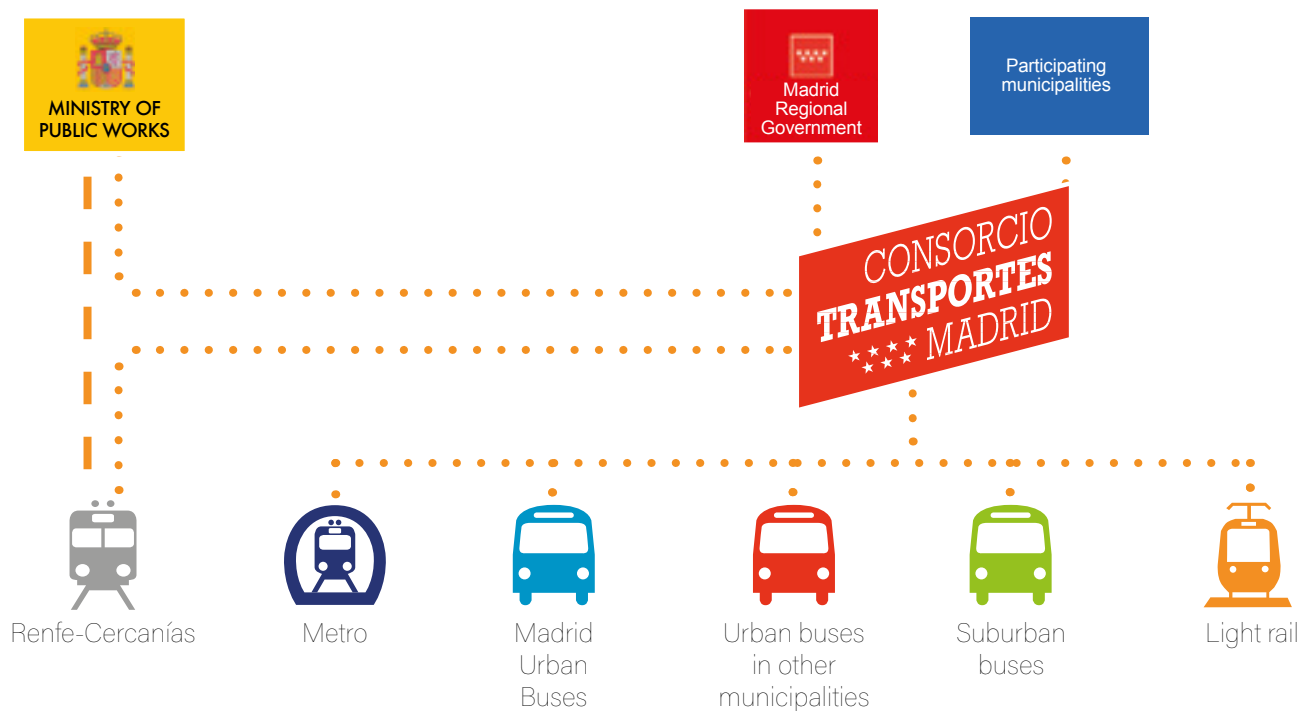 MINISTRY OF
PUBLIC WORKS
Madrid
Regional
Government
Participating
municipalities
CONSORCIO
TRANSPORTES
MADRID
Renfe-Cercanías
Metro
Madrid
Urban
Buses
Urban buses
in other
municipalities
Suburban
buses
Light rail